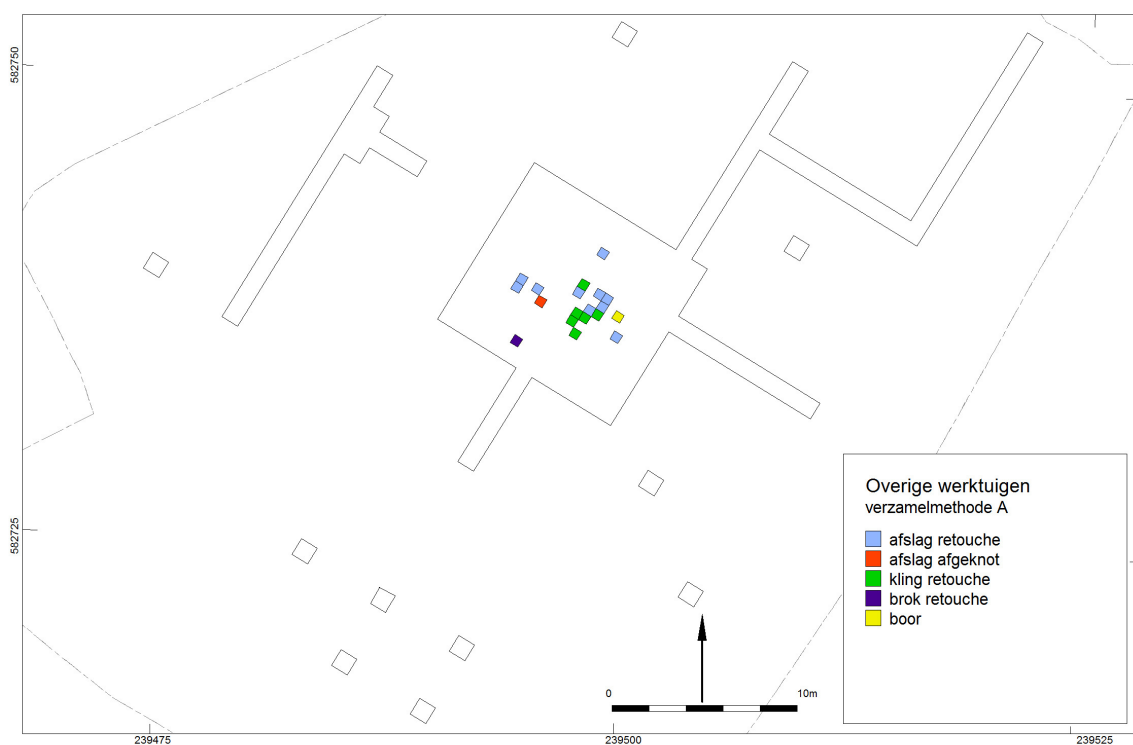 582750
582725
Overige werktuigen
verzamelmethode A
afslag retouche
afslag afgeknot
kling retouche
brok retouche
boor
0 10m
239475 239500 239525